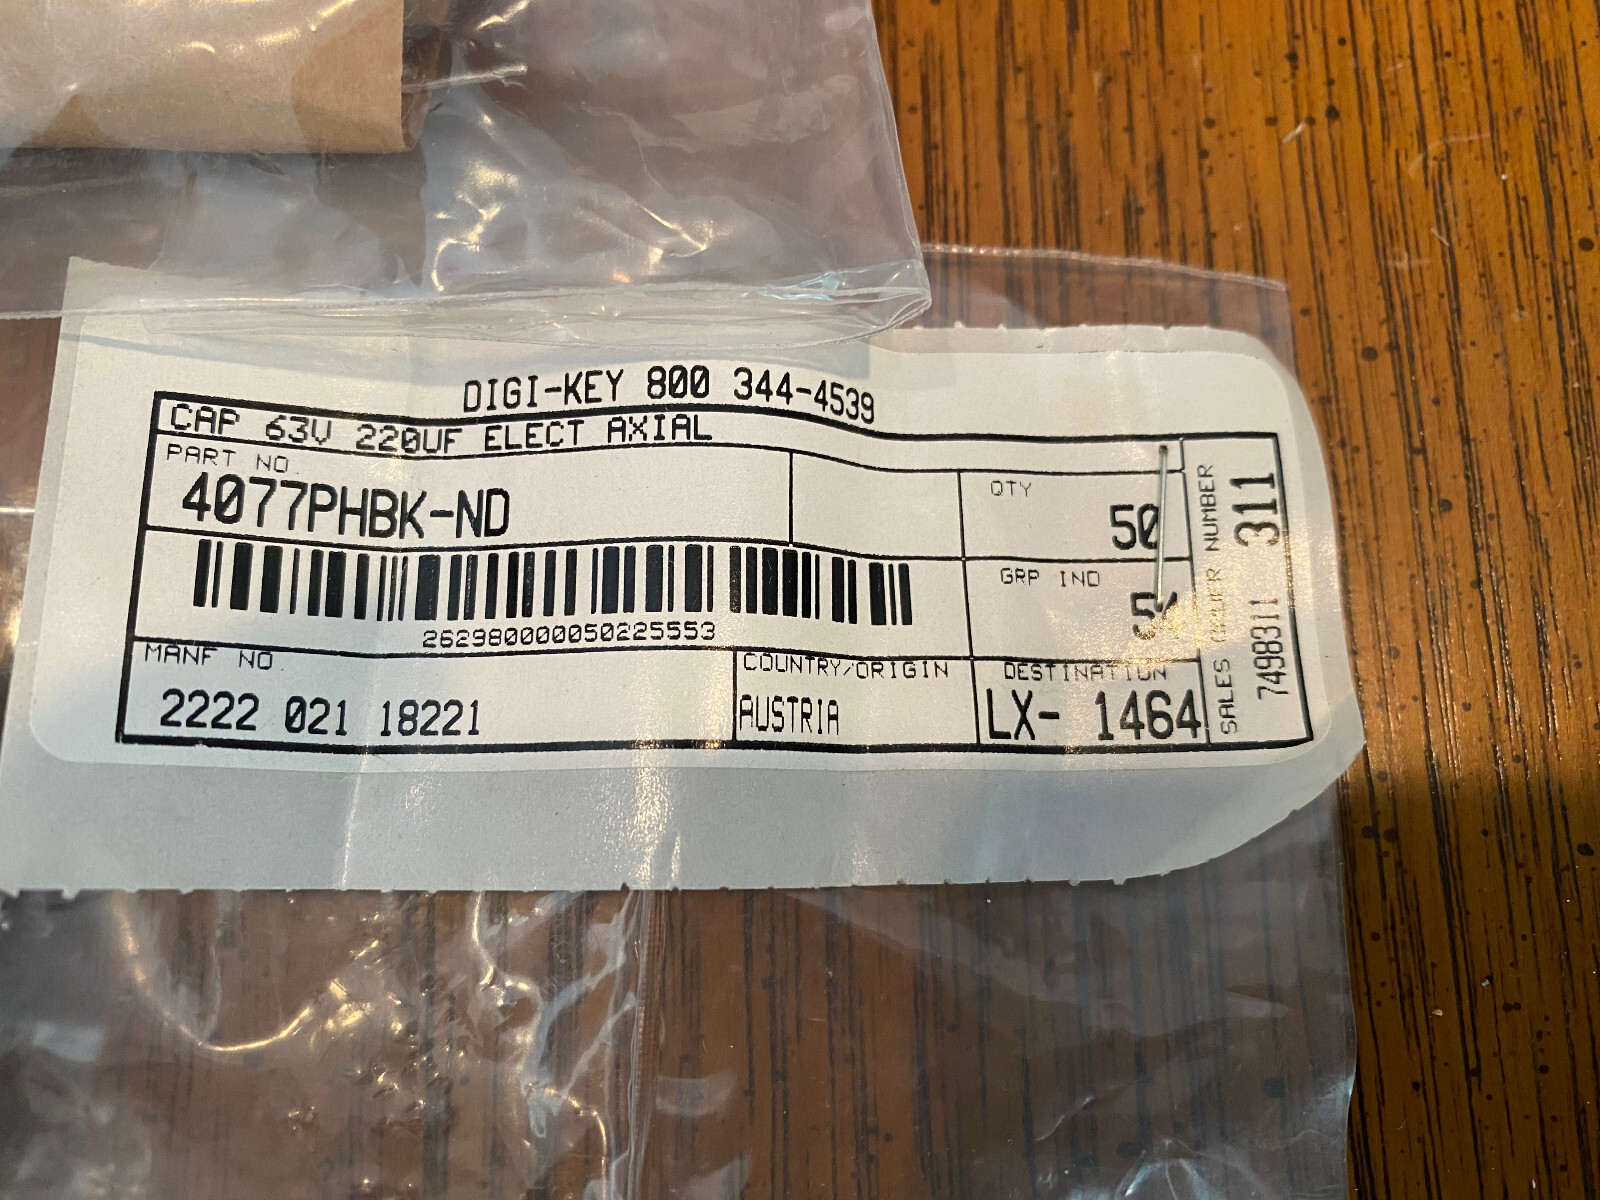 DIGI-KEY 800 344-4539
CAP 63V 220UF ELECT AXIAL
PART NO.
4077PHBK-ND
QTY
50
GRP IND
262980000050225553
MANF NO.
2222 021 18221
COUNTRY/ORIGIN
AUSTRIA
DESTINATION
LX- 1464
SALES ORDER NUMBER
7498311 311